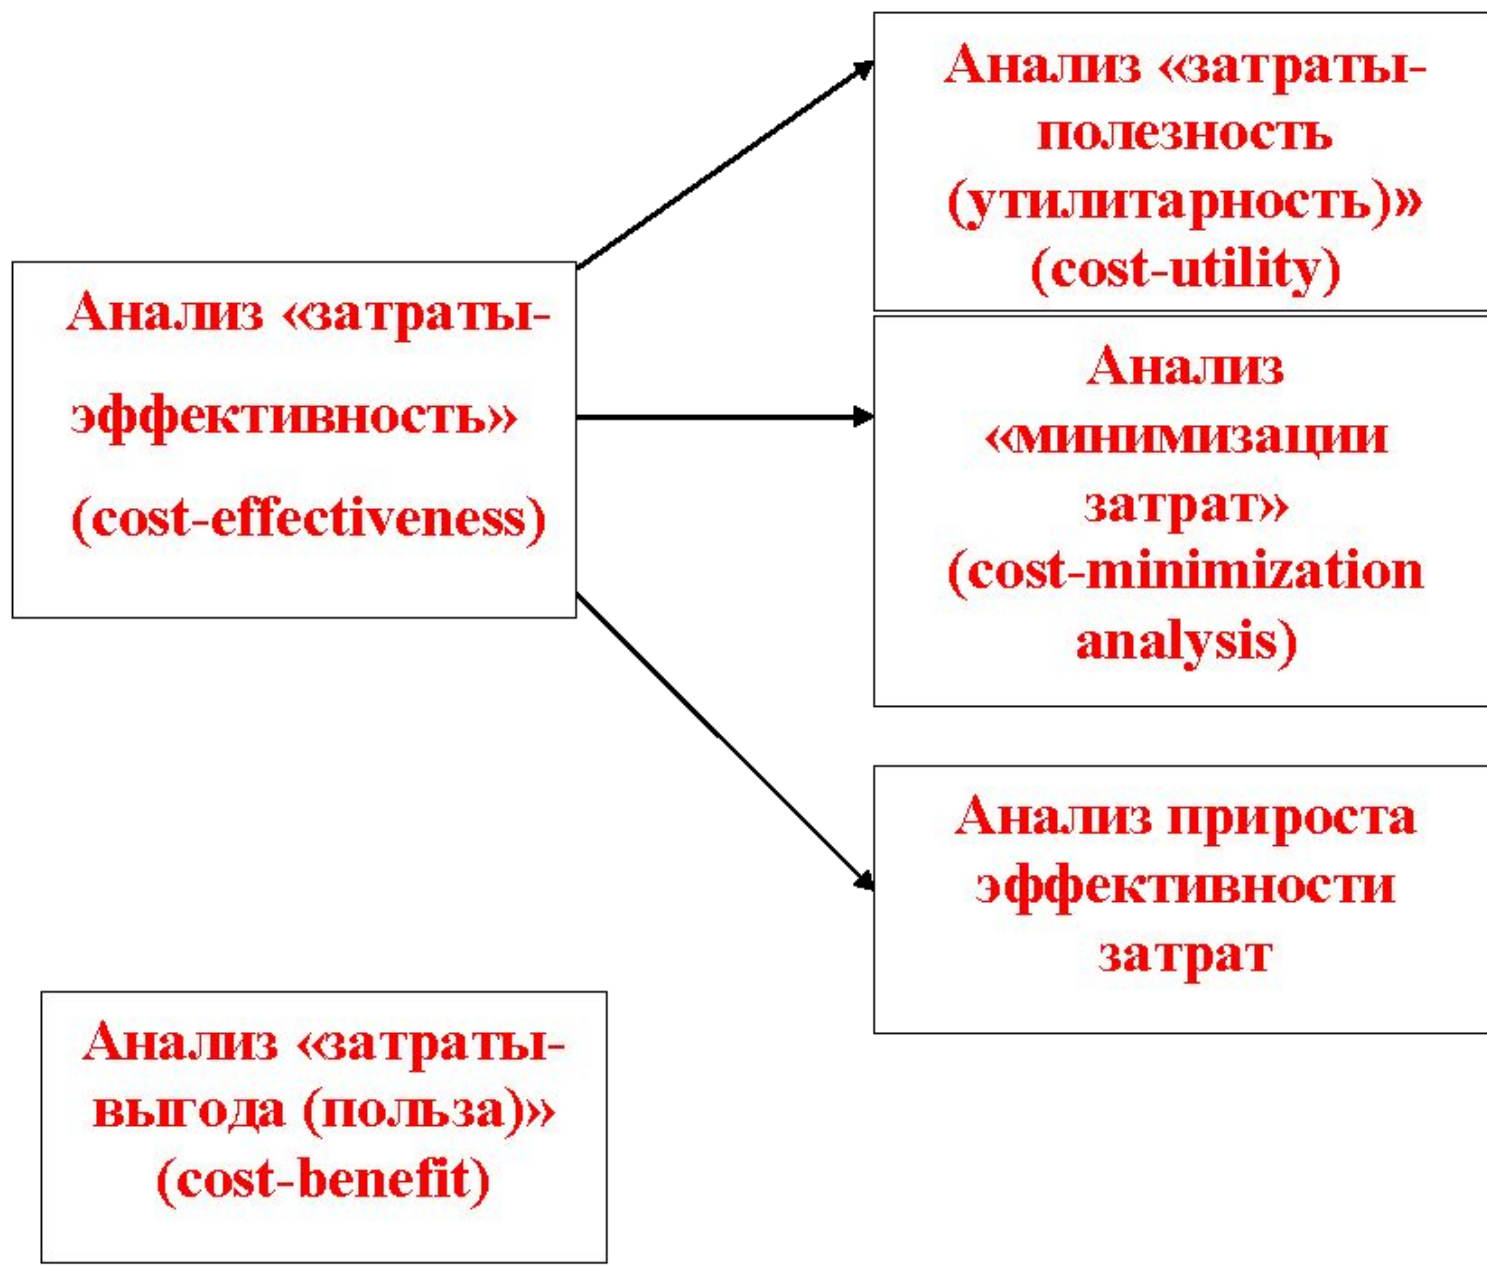 Анализ «затраты-
эффективность»
(cost-effectiveness)
Анализ «затраты-
полезность
(утилитарность)»
(cost-utility)
Анализ
«минимизации
затрат»
(cost-minimization
analysis)
Анализ прироста
эффективности
затрат
Анализ «затраты-
выгода (польза)»
(cost-benefit)